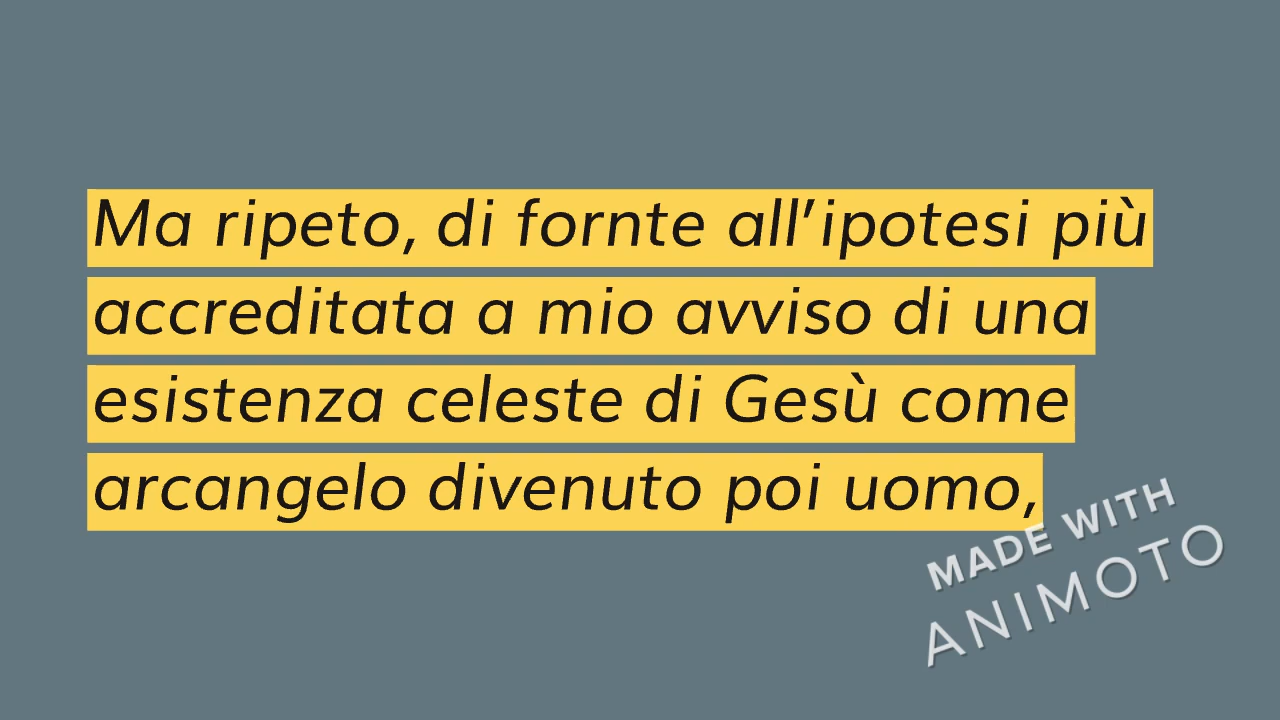 Ma ripeto, di fornte all’ipotesi più
accreditata a mio avviso di una
esistenza celeste di Gesù come
arcangelo divenuto poi uomo,
MADE WITH
ANIMOTO